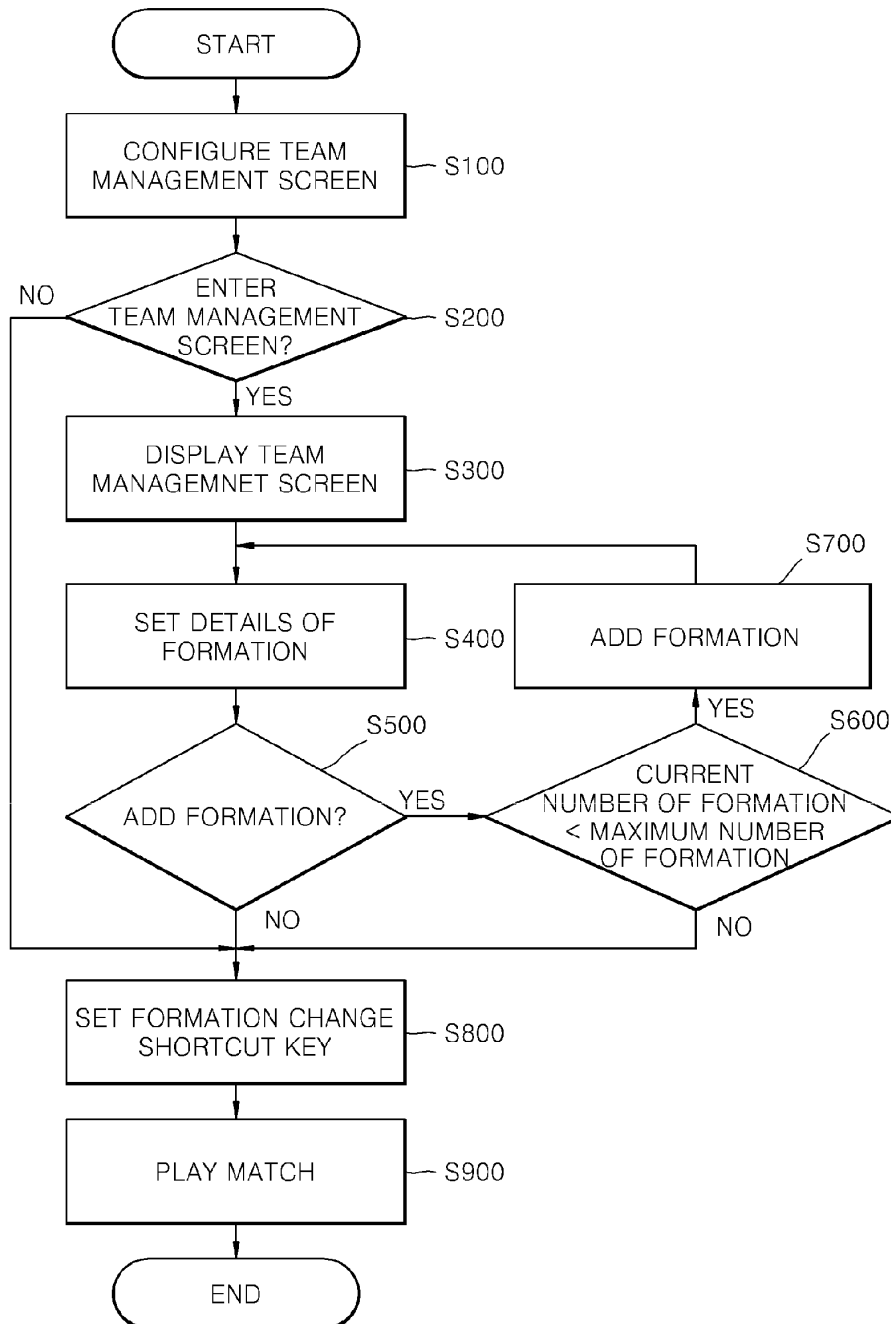 START
CONFIGURE TEAM
MANAGEMENT SCREEN
S100
NO
ENTER
TEAM MANAGEMENT
SCREEN?
S200
YES
DISPLAY TEAM
MANAGEMNET SCREEN
S300
S700
SET DETAILS OF
FORMATION
S400
ADD FORMATION
YES
S500
S600
ADD FORMATION?
YES
CURRENT
NUMBER OF FORMATION
< MAXIMUM NUMBER
OF FORMATION
NO
NO
SET FORMATION CHANGE
SHORTCUT KEY
S800
PLAY MATCH
S900
END